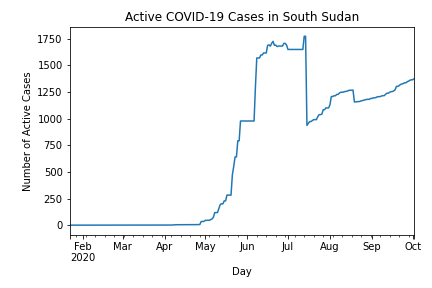 Active COVID-19 Cases in South Sudan
Number of Active Cases
1750
1500
1250
1000
750
500
250
0
Feb Mar Apr May Jun Jul Aug Sep Oct
2020
Day